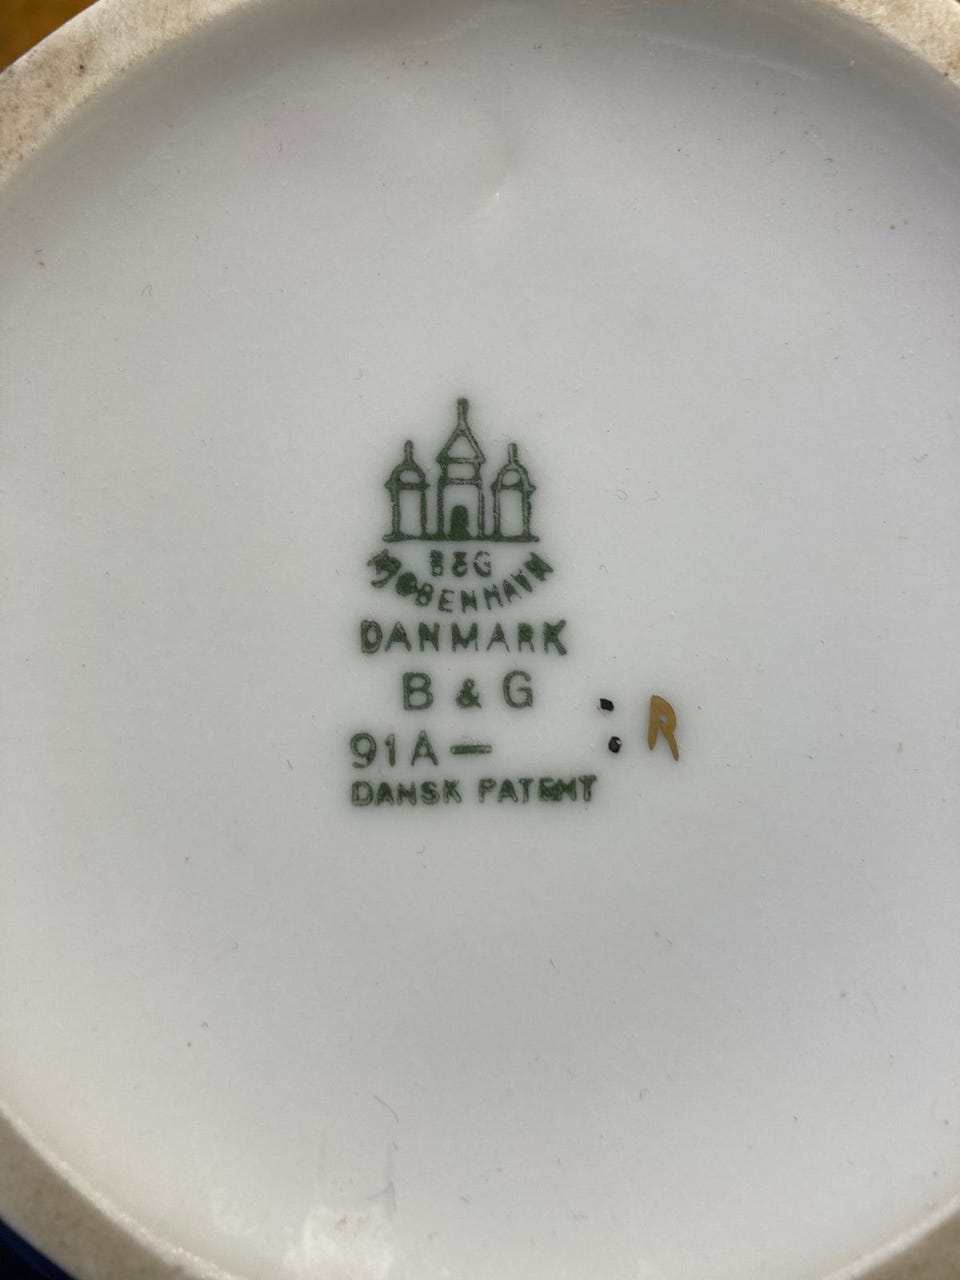 B&G
KØBENHAVN
DANMARK
B & G
91A—
: R
DANSK PATENT